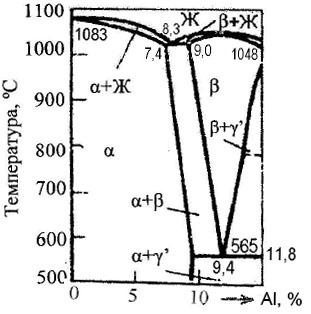 1100
1000
900
800
700
600
500
Температура, ºС
1083
8,3
Ж
β+Ж
7,4
9,0
1048
α+Ж
β
β+γ’
α
α+β
565
11,8
α+γ’
9,4
0
5
10
Al, %